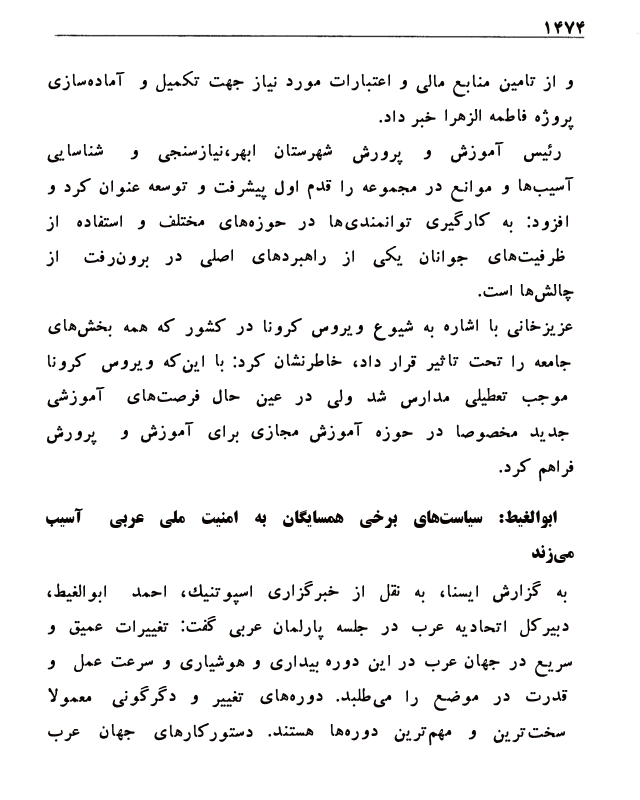 ۱۴۷۴
و از تامین منابع مالی و اعتبارات مورد نیاز جهت تکمیل و آماده‌سازی
پروژه فاطمه الزهرا خبر داد.
رئیس آموزش و پرورش شهرستان ابهر،نیازسنجی و شناسایی
آسیب‌ها و موانع در مجموعه را قدم اول پیشرفت و توسعه عنوان کرد و
افزود: به کارگیری توانمندی‌ها در حوزه‌های مختلف و استفاده از
ظرفیت‌های جوانان یکی از راهبردهای اصلی در برون‌رفت از
چالش‌ها است.
عزیزخانی با اشاره به شیوع ویروس کرونا در کشور که همه بخش‌های
جامعه را تحت تاثیر قرار داد، خاطرنشان کرد: با این‌که ویروس کرونا
موجب تعطیلی مدارس شد ولی در عین حال فرصت‌های آموزشی
جدید مخصوصا در حوزه آموزش مجازی برای آموزش و پرورش
فراهم کرد.
ابوالغیط: سیاست‌های برخی همسایگان به امنیت ملی عربی آسیب
می‌زند
به گزارش ایسنا، به نقل از خبرگزاری اسپوتنیک، احمد ابوالغیط،
دبیرکل اتحادیه عرب در جلسه پارلمان عربی گفت: تغییرات عمیق و
سریع در جهان عرب در این دوره بیداری و هوشیاری و سرعت عمل و
قدرت در موضع را می‌طلبد. دوره‌های تغییر و دگرگونی معمولا
سخت‌ترین و مهم‌ترین دوره‌ها هستند. دستورکارهای جهان عرب